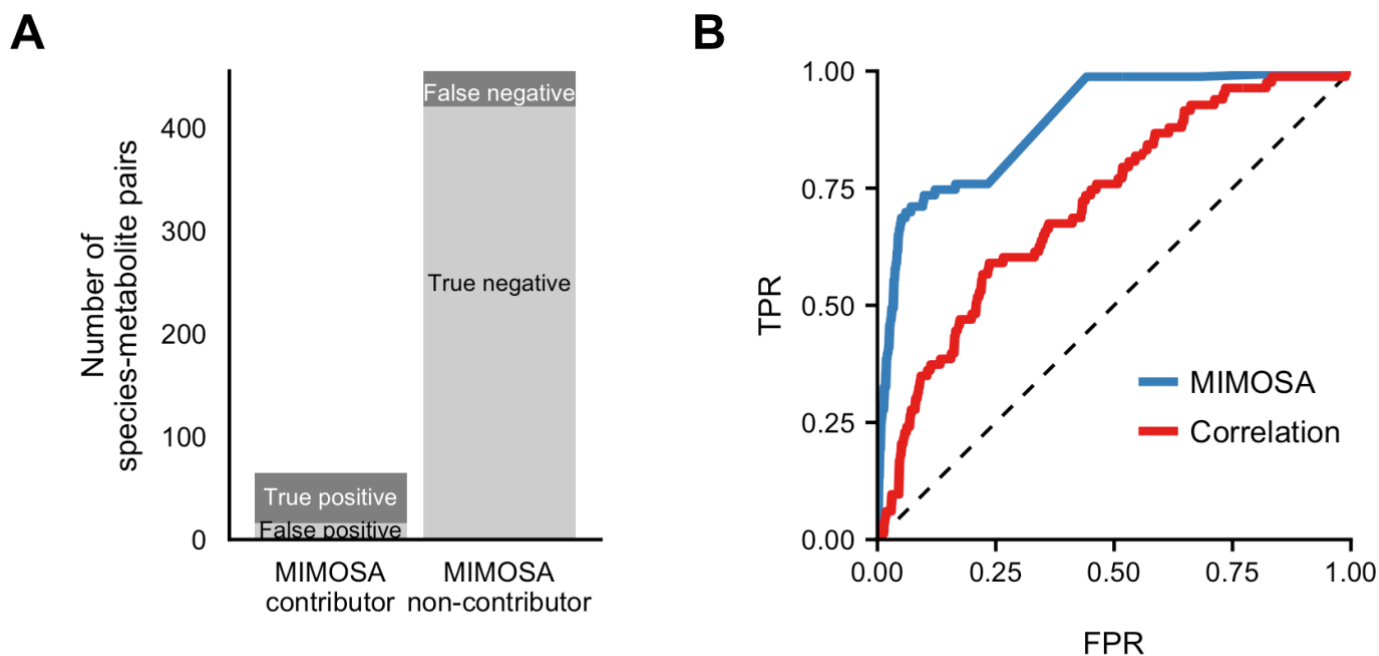 A
Number of
species-metabolite pairs
400
300
200
100
0
False negative
True negative
True positive
False positive
MIMOSA
contributor
MIMOSA
non-contributor
B
TPR
1.00
0.75
0.50
0.25
0.00
MIMOSA
Correlation
0.00
0.25
0.50
0.75
1.00
FPR